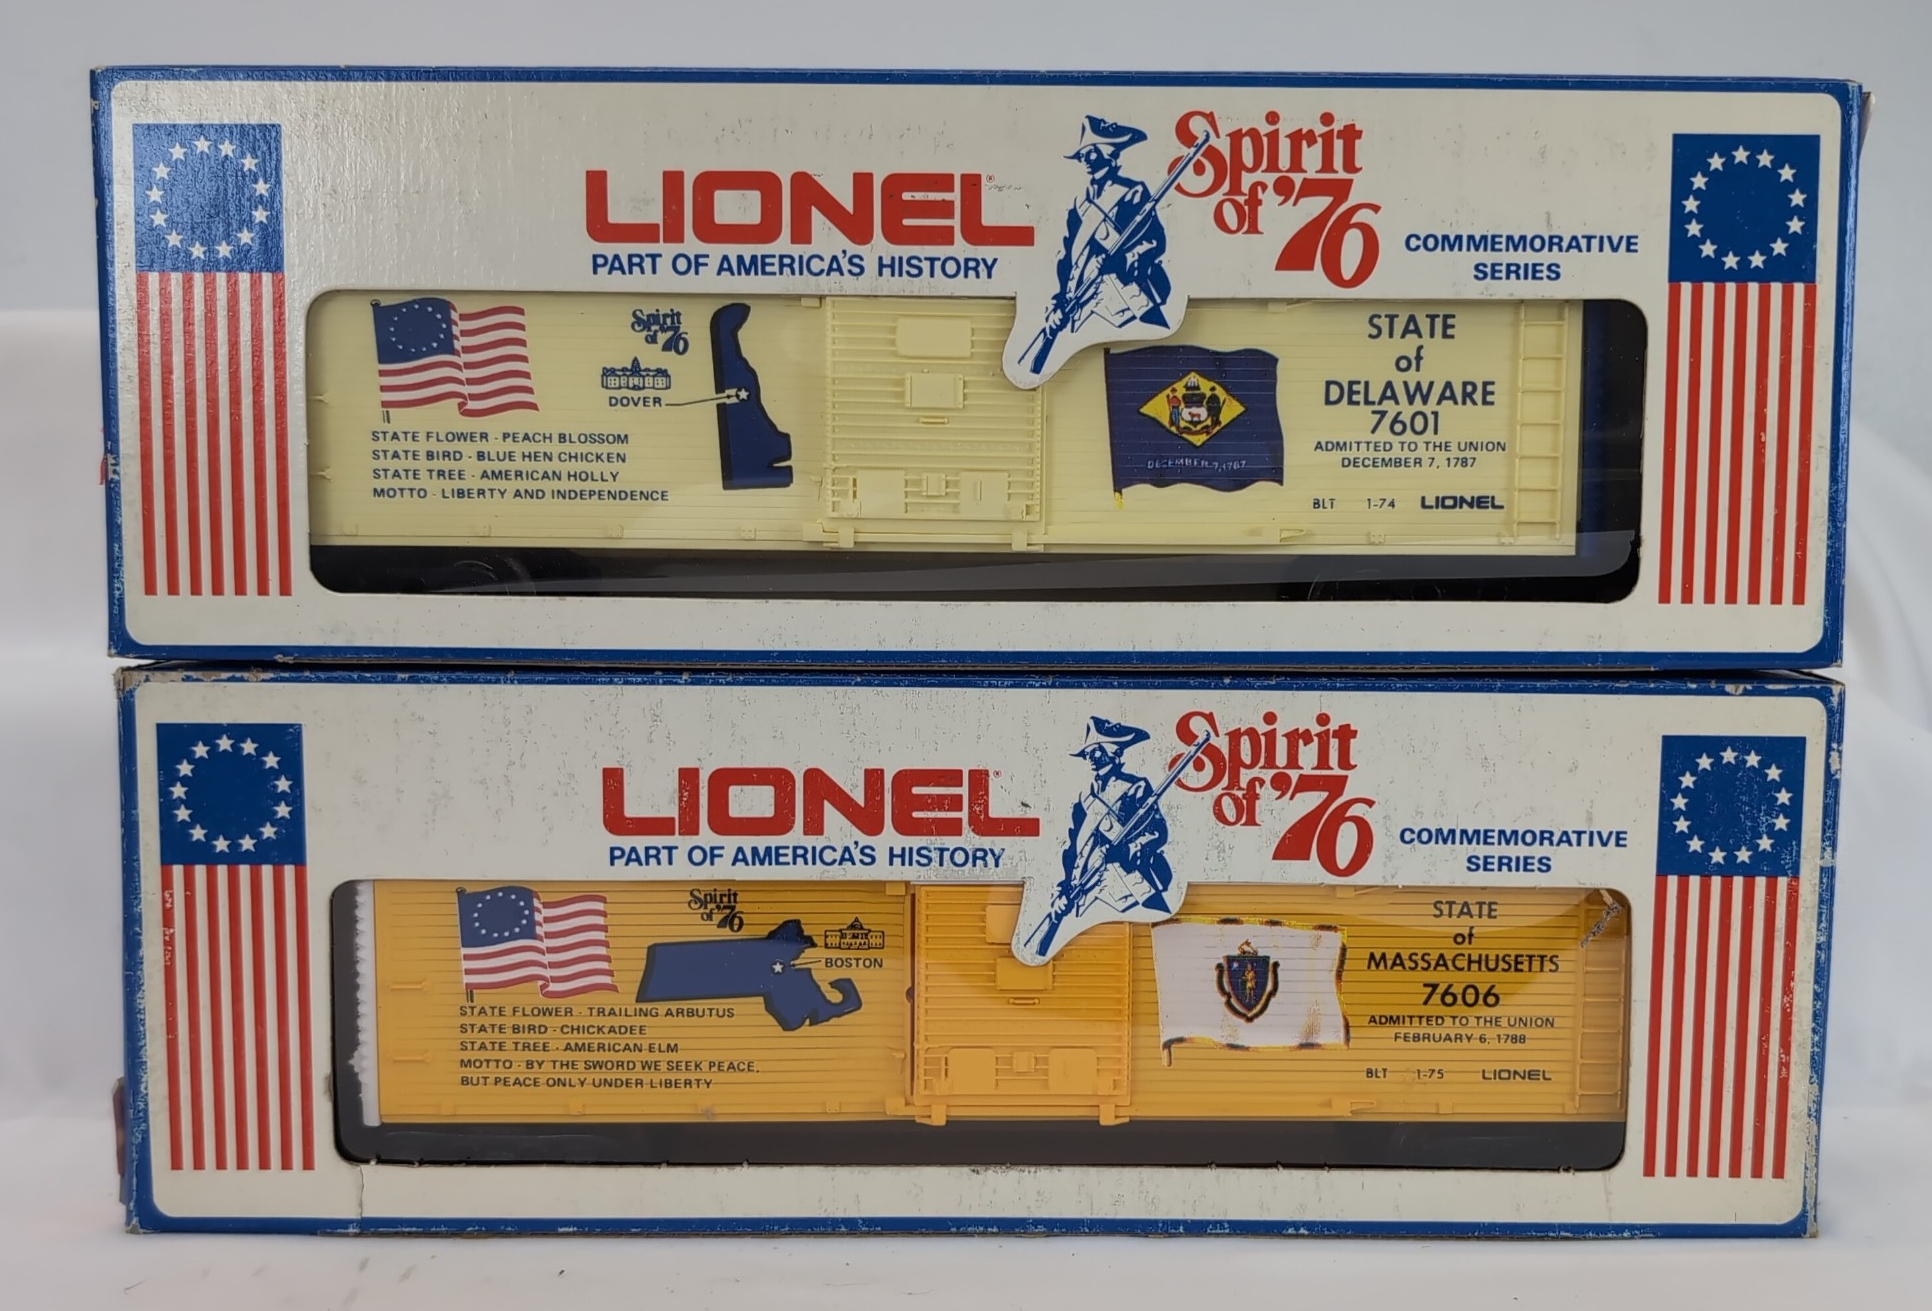 LIONEL®
PART OF AMERICA'S HISTORY
Spirit
of '76
COMMEMORATIVE
SERIES
Spirit
of '76
DOVER
STATE FLOWER - PEACH BLOSSOM
STATE BIRD - BLUE HEN CHICKEN
STATE TREE - AMERICAN HOLLY
MOTTO - LIBERTY AND INDEPENDENCE
DECEMBER 7, 1787
STATE
of
DELAWARE
7601
ADMITTED TO THE UNION
DECEMBER 7, 1787
BLT 1-74 LIONEL
LIONEL®
PART OF AMERICA'S HISTORY
Spirit
of '76
COMMEMORATIVE
SERIES
Spirit
of '76
BOSTON
STATE FLOWER - TRAILING ARBUTUS
STATE BIRD - CHICKADEE
STATE TREE - AMERICAN ELM
MOTTO - BY THE SWORD WE SEEK PEACE,
BUT PEACE ONLY UNDER LIBERTY
STATE
of
MASSACHUSETTS
7606
ADMITTED TO THE UNION
FEBRUARY 6, 1788
BLT 1-75 LIONEL